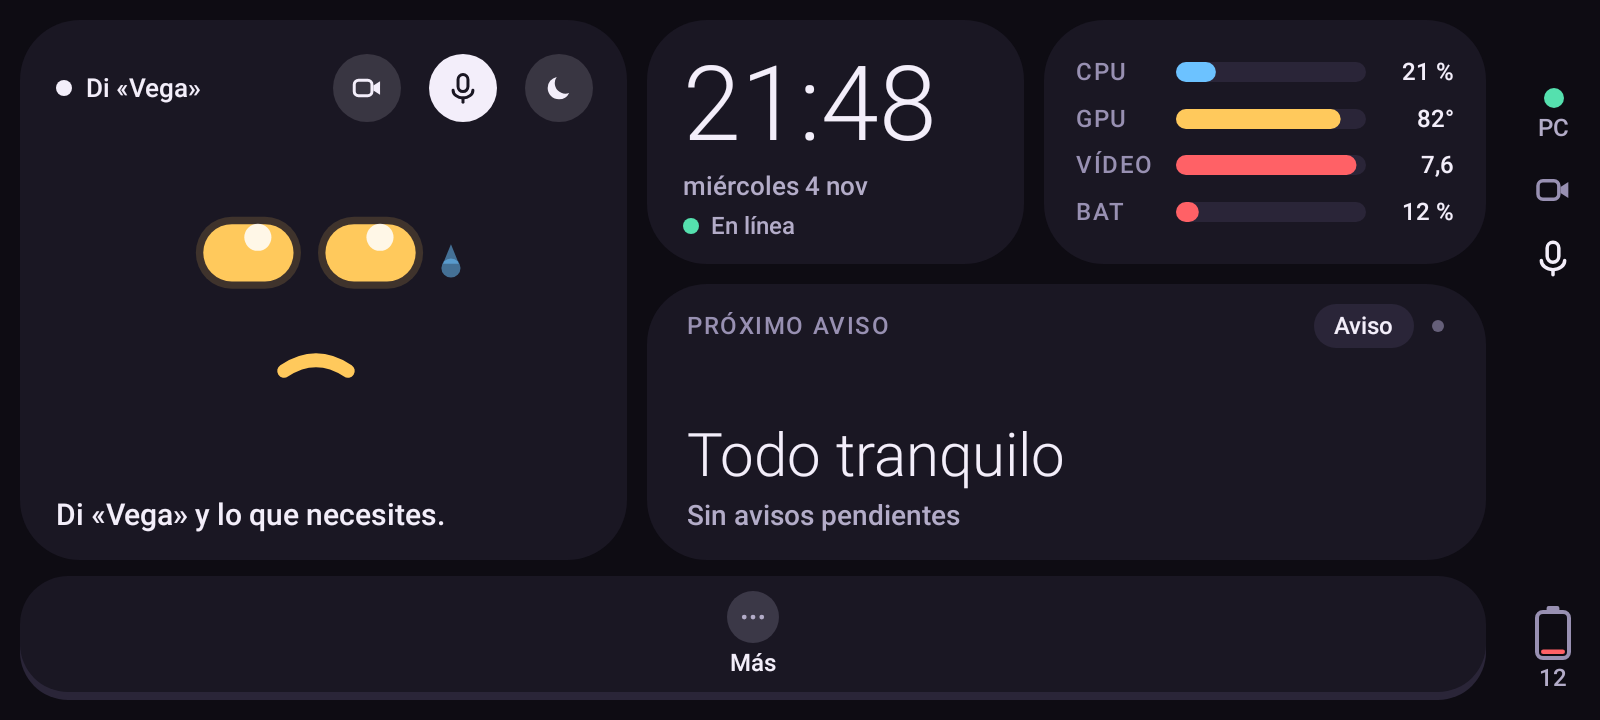 Di «Vega»
Di «Vega» y lo que necesites.
21:48
miércoles 4 nov
En línea
CPU 21 %
GPU 82°
VÍDEO 7,6
BAT 12 %
PRÓXIMO AVISO
Aviso
Todo tranquilo
Sin avisos pendientes
Más
PC
12